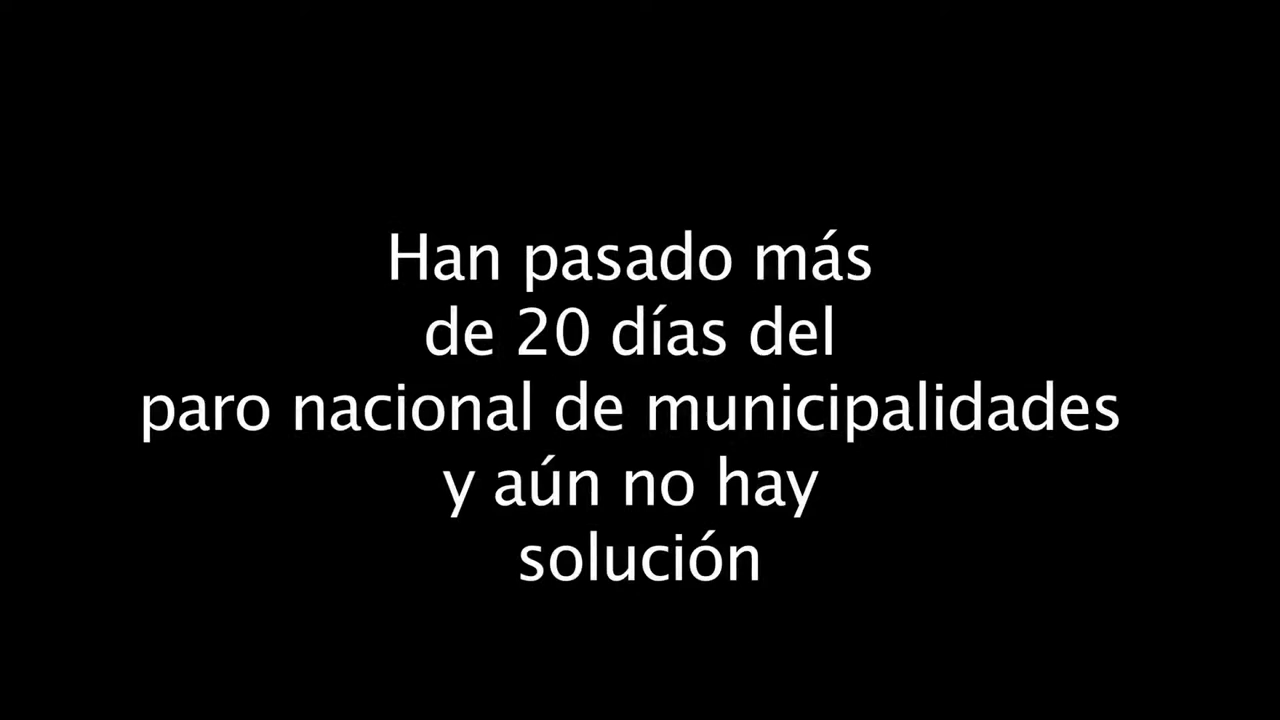 Han pasado más
de 20 días del
paro nacional de municipalidades
y aún no hay
solución